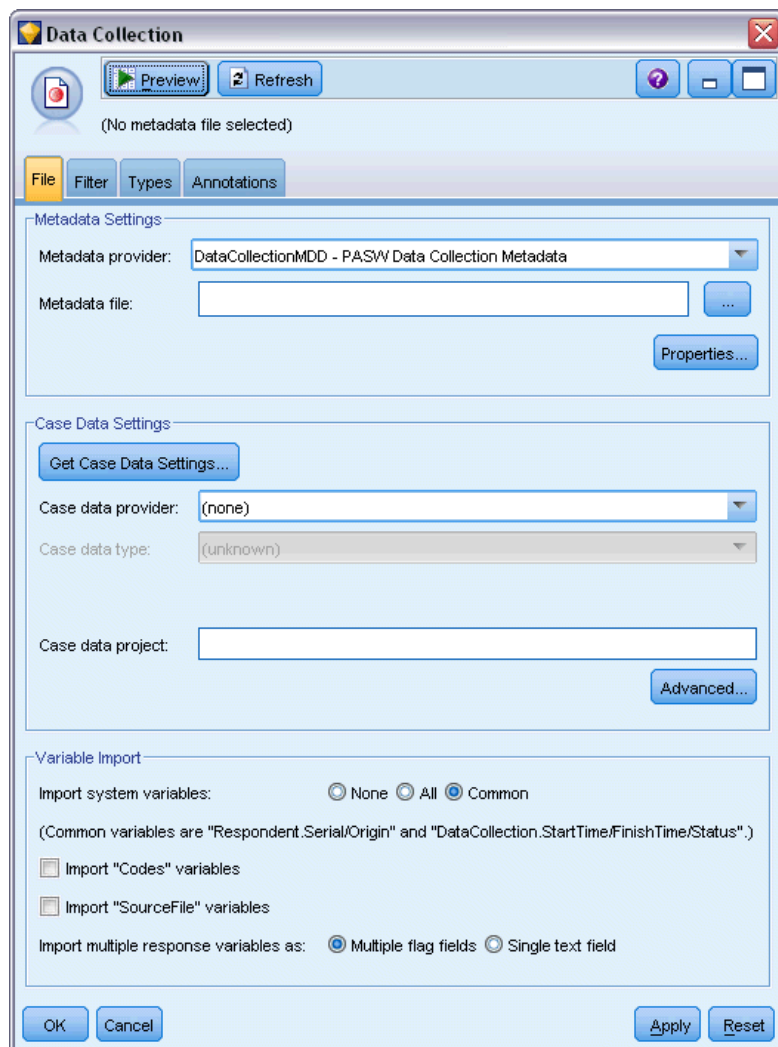 Data Collection
Preview Refresh
(No metadata file selected)
File Filter Types Annotations
Metadata Settings
Metadata provider: DataCollectionMDD - PASW Data Collection Metadata
Metadata file: ...
Properties...
Case Data Settings
Get Case Data Settings...
Case data provider: (none)
Case data type: (unknown)
Case data project:
Advanced...
Variable Import
Import system variables: None All Common
(Common variables are "Respondent.Serial/Origin" and "DataCollection.StartTime/FinishTime/Status".)
Import "Codes" variables
Import "SourceFile" variables
Import multiple response variables as: Multiple flag fields Single text field
OK Cancel Apply Reset